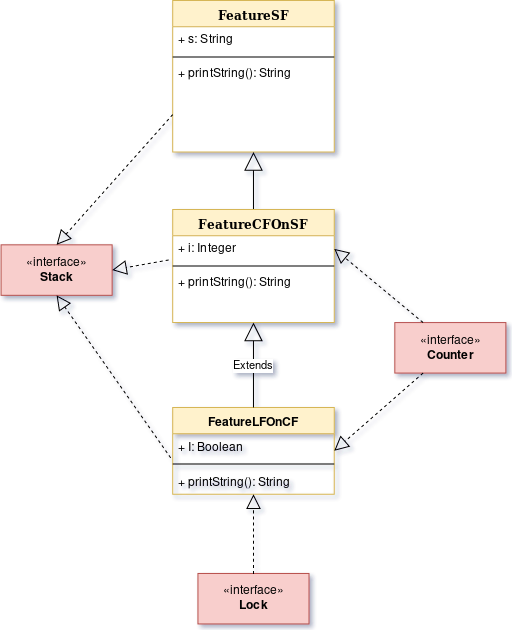 FeatureSF
+ s: String
+ printString(): String
FeatureCFOnSF
+ i: Integer
+ printString(): String
«interface»
Stack
«interface»
Counter
Extends
FeatureLFOnCF
+ l: Boolean
+ printString(): String
«interface»
Lock